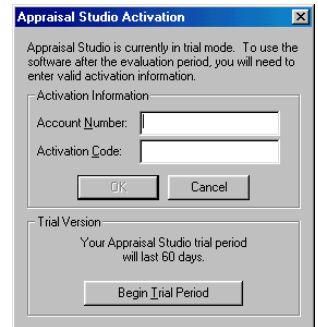 Appraisal Studio Activation
Appraisal Studio is currently in trial mode. To use the
software after the evaluation period, you will need to
enter valid activation information.
Activation Information
Account Number:
Activation Code:
OK Cancel
Trial Version
Your Appraisal Studio trial period
will last 60 days.
Begin Trial Period